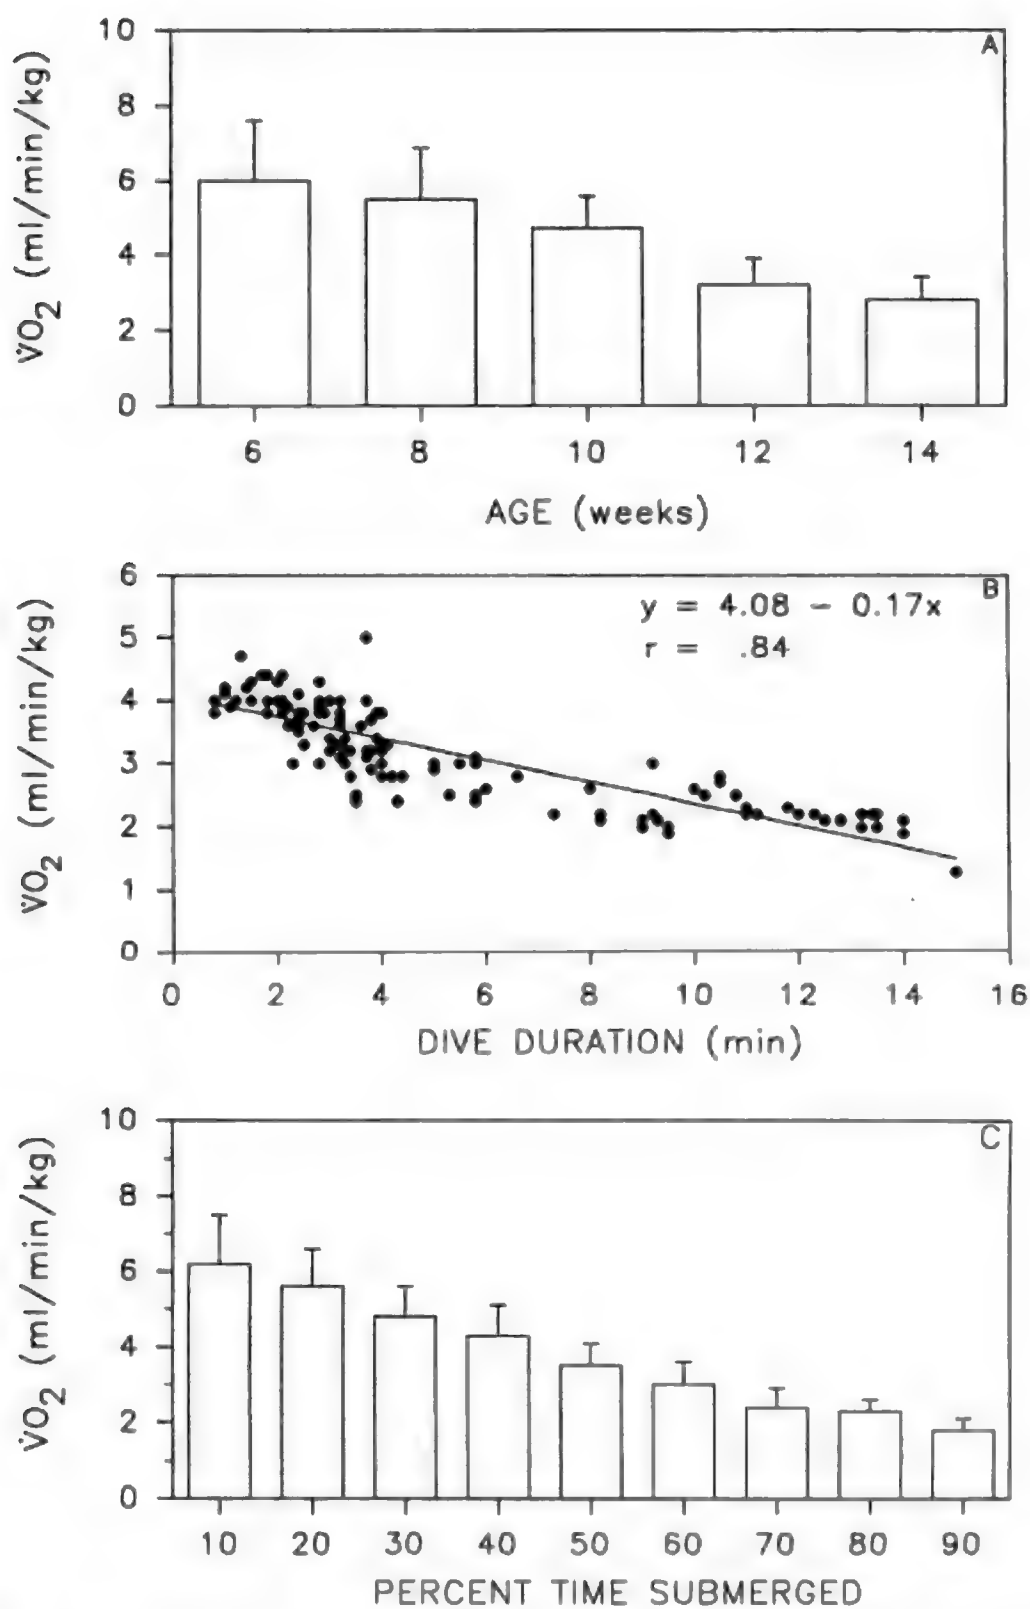 A
V̇O2 (ml/min/kg)
10
8
6
4
2
0
6 8 10 12 14
AGE (weeks)
B
y = 4.08 - 0.17x
r = .84
V̇O2 (ml/min/kg)
6
5
4
3
2
1
0
0 2 4 6 8 10 12 14 16
DIVE DURATION (min)
C
V̇O2 (ml/min/kg)
10
8
6
4
2
0
10 20 30 40 50 60 70 80 90
PERCENT TIME SUBMERGED